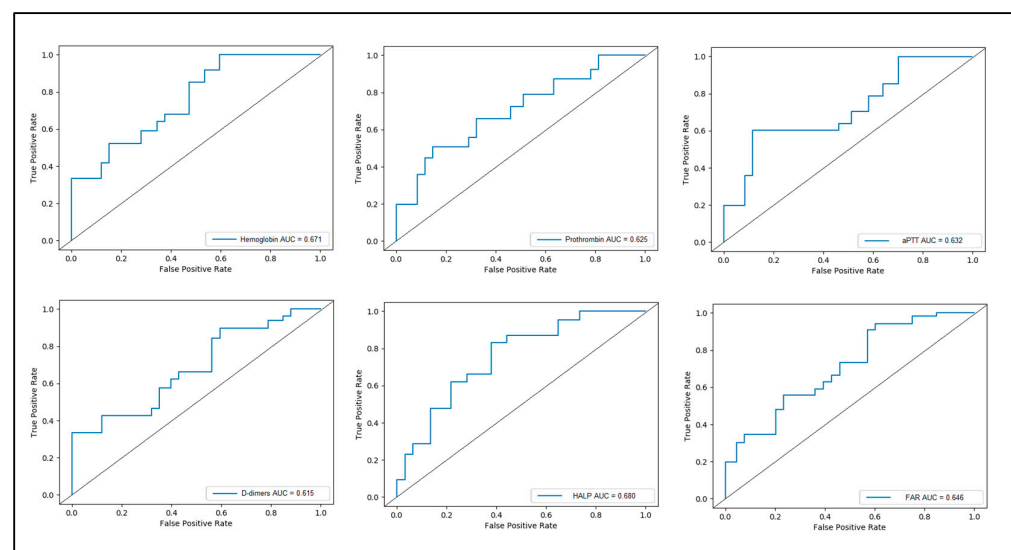 1.0
0.8
0.6
0.4
0.2
0.0
True Positive Rate
Hemoglobin AUC = 0.671
0.0 0.2 0.4 0.6 0.8 1.0
False Positive Rate
1.0
0.8
0.6
0.4
0.2
0.0
True Positive Rate
Prothrombin AUC = 0.625
0.0 0.2 0.4 0.6 0.8 1.0
False Positive Rate
1.0
0.8
0.6
0.4
0.2
0.0
True Positive Rate
aPTT AUC = 0.632
0.0 0.2 0.4 0.6 0.8 1.0
False Positive Rate
1.0
0.8
0.6
0.4
0.2
0.0
True Positive Rate
D-dimers AUC = 0.615
0.0 0.2 0.4 0.6 0.8 1.0
False Positive Rate
1.0
0.8
0.6
0.4
0.2
0.0
True Positive Rate
HALP AUC = 0.680
0.0 0.2 0.4 0.6 0.8 1.0
False Positive Rate
1.0
0.8
0.6
0.4
0.2
0.0
True Positive Rate
FAR AUC = 0.646
0.0 0.2 0.4 0.6 0.8 1.0
False Positive Rate